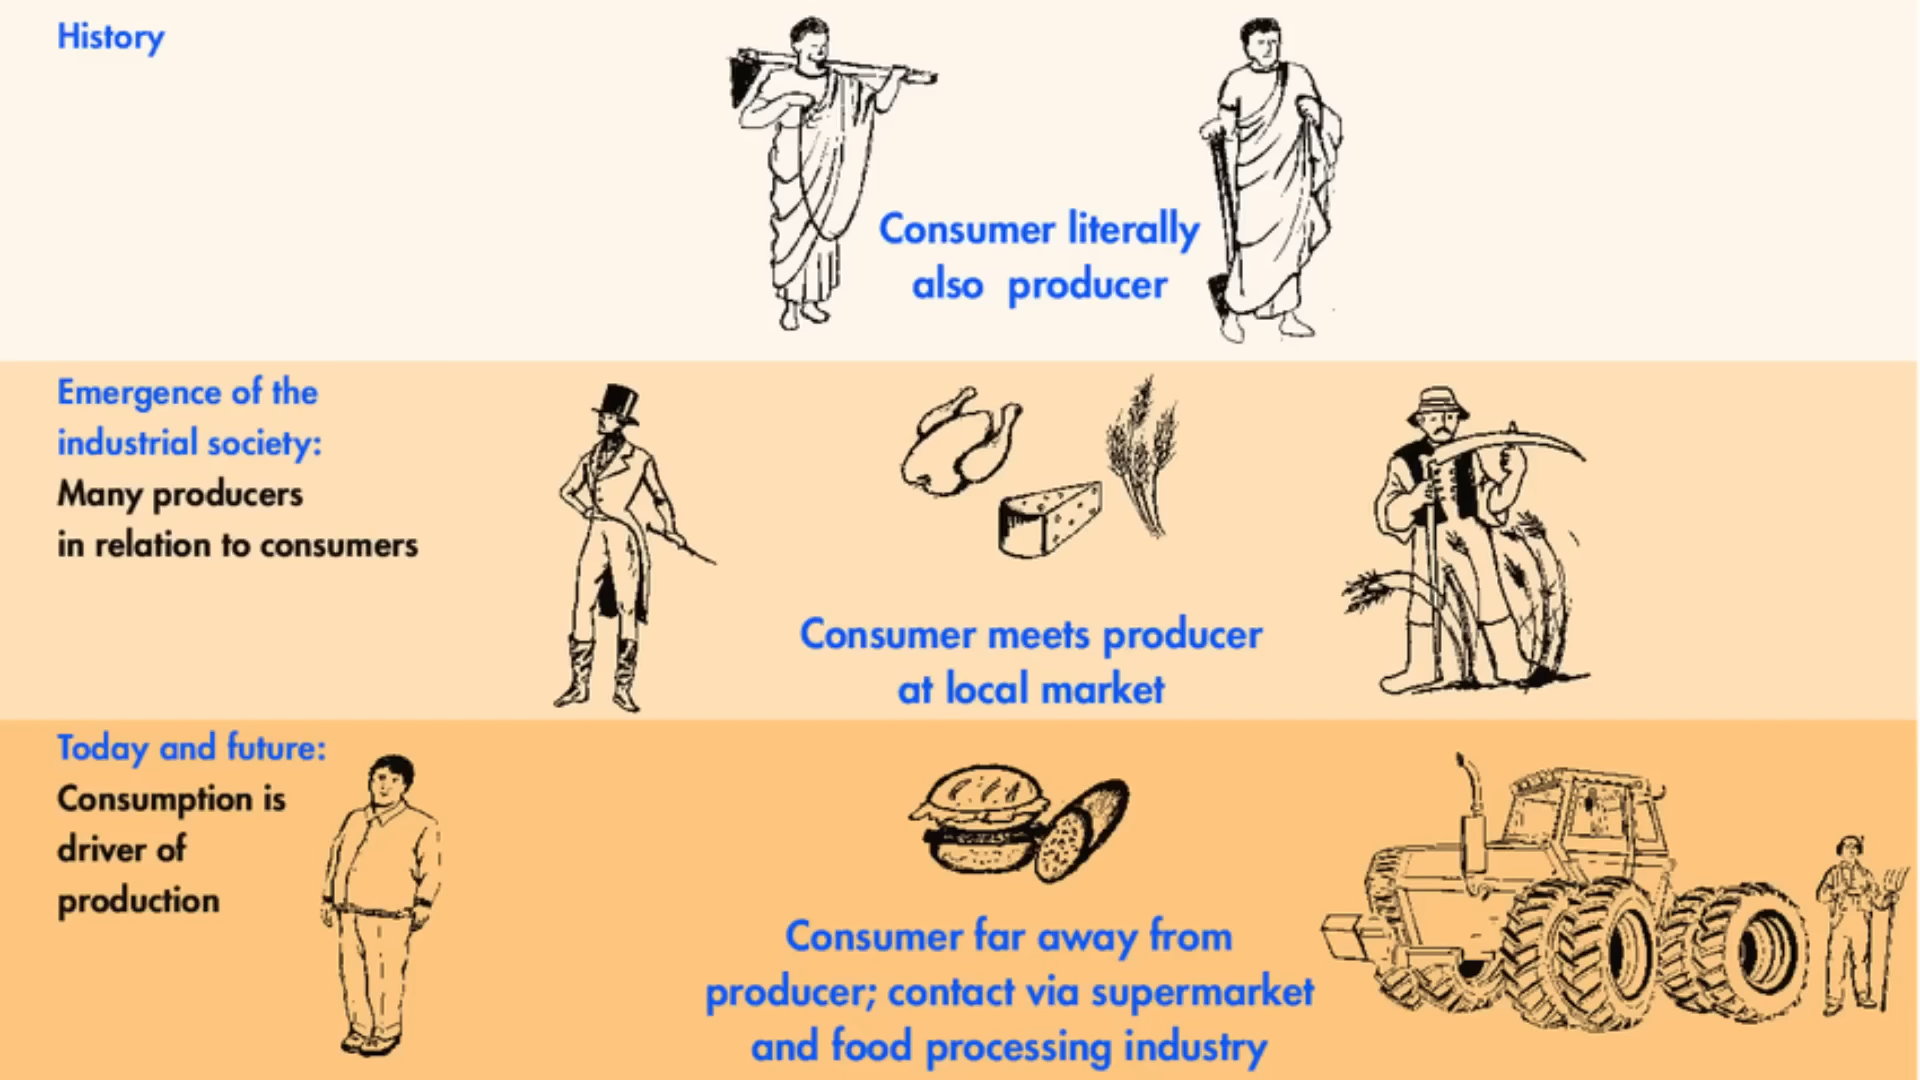 History
Consumer literally
also producer
Emergence of the
industrial society:
Many producers
in relation to consumers
Consumer meets producer
at local market
Today and future:
Consumption is
driver of
production
Consumer far away from
producer; contact via supermarket
and food processing industry